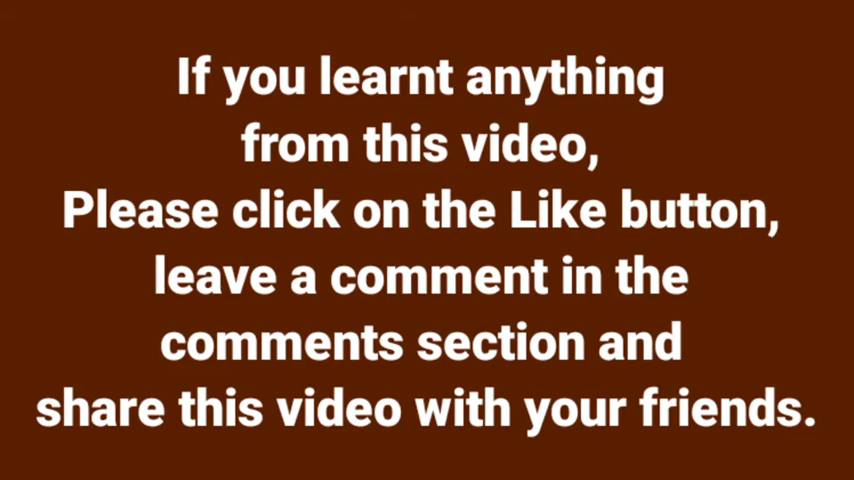 If you learnt anything
from this video,
Please click on the Like button,
leave a comment in the
comments section and
share this video with your friends.